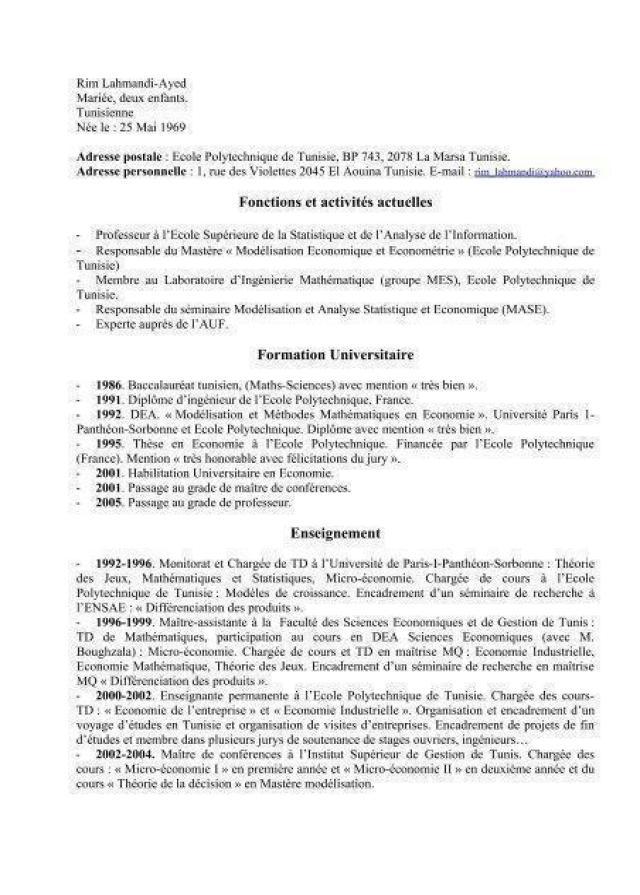 Rim Lahmandi-Ayed
Mariée, deux enfants.
Tunisienne
Née le : 25 Mai 1969
Adresse postale : Ecole Polytechnique de Tunisie, BP 743, 2078 La Marsa Tunisie.
Adresse personnelle : 1, rue des Violettes 2045 El Aouina Tunisie. E-mail : rim_lahmandi@yahoo.com
Fonctions et activités actuelles
- Professeur à l'Ecole Supérieure de la Statistique et de l'Analyse de l'Information.
- Responsable du Mastère « Modélisation Economique et Econométrie » (Ecole Polytechnique de
Tunisie)
- Membre au Laboratoire d'Ingénierie Mathématique (groupe MES), Ecole Polytechnique de
Tunisie.
- Responsable du séminaire Modélisation et Analyse Statistique et Economique (MASE).
- Experte auprès de l'AUF.
Formation Universitaire
- 1986. Baccalauréat tunisien, (Maths-Sciences) avec mention « très bien ».
- 1991. Diplôme d'ingénieur de l'Ecole Polytechnique, France.
- 1992. DEA. « Modélisation et Méthodes Mathématiques en Economie ». Université Paris 1-
Panthéon-Sorbonne et Ecole Polytechnique. Diplôme avec mention « très bien ».
- 1995. Thèse en Economie à l'Ecole Polytechnique. Financée par l'Ecole Polytechnique
(France). Mention « très honorable avec félicitations du jury ».
- 2001. Habilitation Universitaire en Economie.
- 2001. Passage au grade de maître de conférences.
- 2005. Passage au grade de professeur.
Enseignement
- 1992-1996. Monitorat et Chargée de TD à l'Université de Paris-I-Panthéon-Sorbonne : Théorie
des Jeux, Mathématiques et Statistiques, Micro-économie. Chargée de cours à l'Ecole
Polytechnique de Tunisie : Modèles de croissance. Encadrement d'un séminaire de recherche à
l'ENSAE : « Différenciation des produits ».
- 1996-1999. Maître-assistante à la Faculté des Sciences Economiques et de Gestion de Tunis :
TD de Mathématiques, participation au cours en DEA Sciences Economiques (avec M.
Boughzala) : Micro-économie. Chargée de cours et TD en maîtrise MQ : Economie Industrielle,
Economie Mathématique, Théorie des Jeux. Encadrement d'un séminaire de recherche en maîtrise
MQ « Différenciation des produits ».
- 2000-2002. Enseignante permanente à l'Ecole Polytechnique de Tunisie. Chargée des cours-
TD : « Economie de l'entreprise » et « Economie Industrielle ». Organisation et encadrement d'un
voyage d'études en Tunisie et organisation de visites d'entreprises. Encadrement de projets de fin
d'études et membre dans plusieurs jurys de soutenance de stages ouvriers, ingénieurs…
- 2002-2004. Maître de conférences à l'Institut Supérieur de Gestion de Tunis. Chargée des
cours : « Micro-économie I » en première année et « Micro-économie II » en deuxième année et du
cours « Théorie de la décision » en Mastère modélisation.